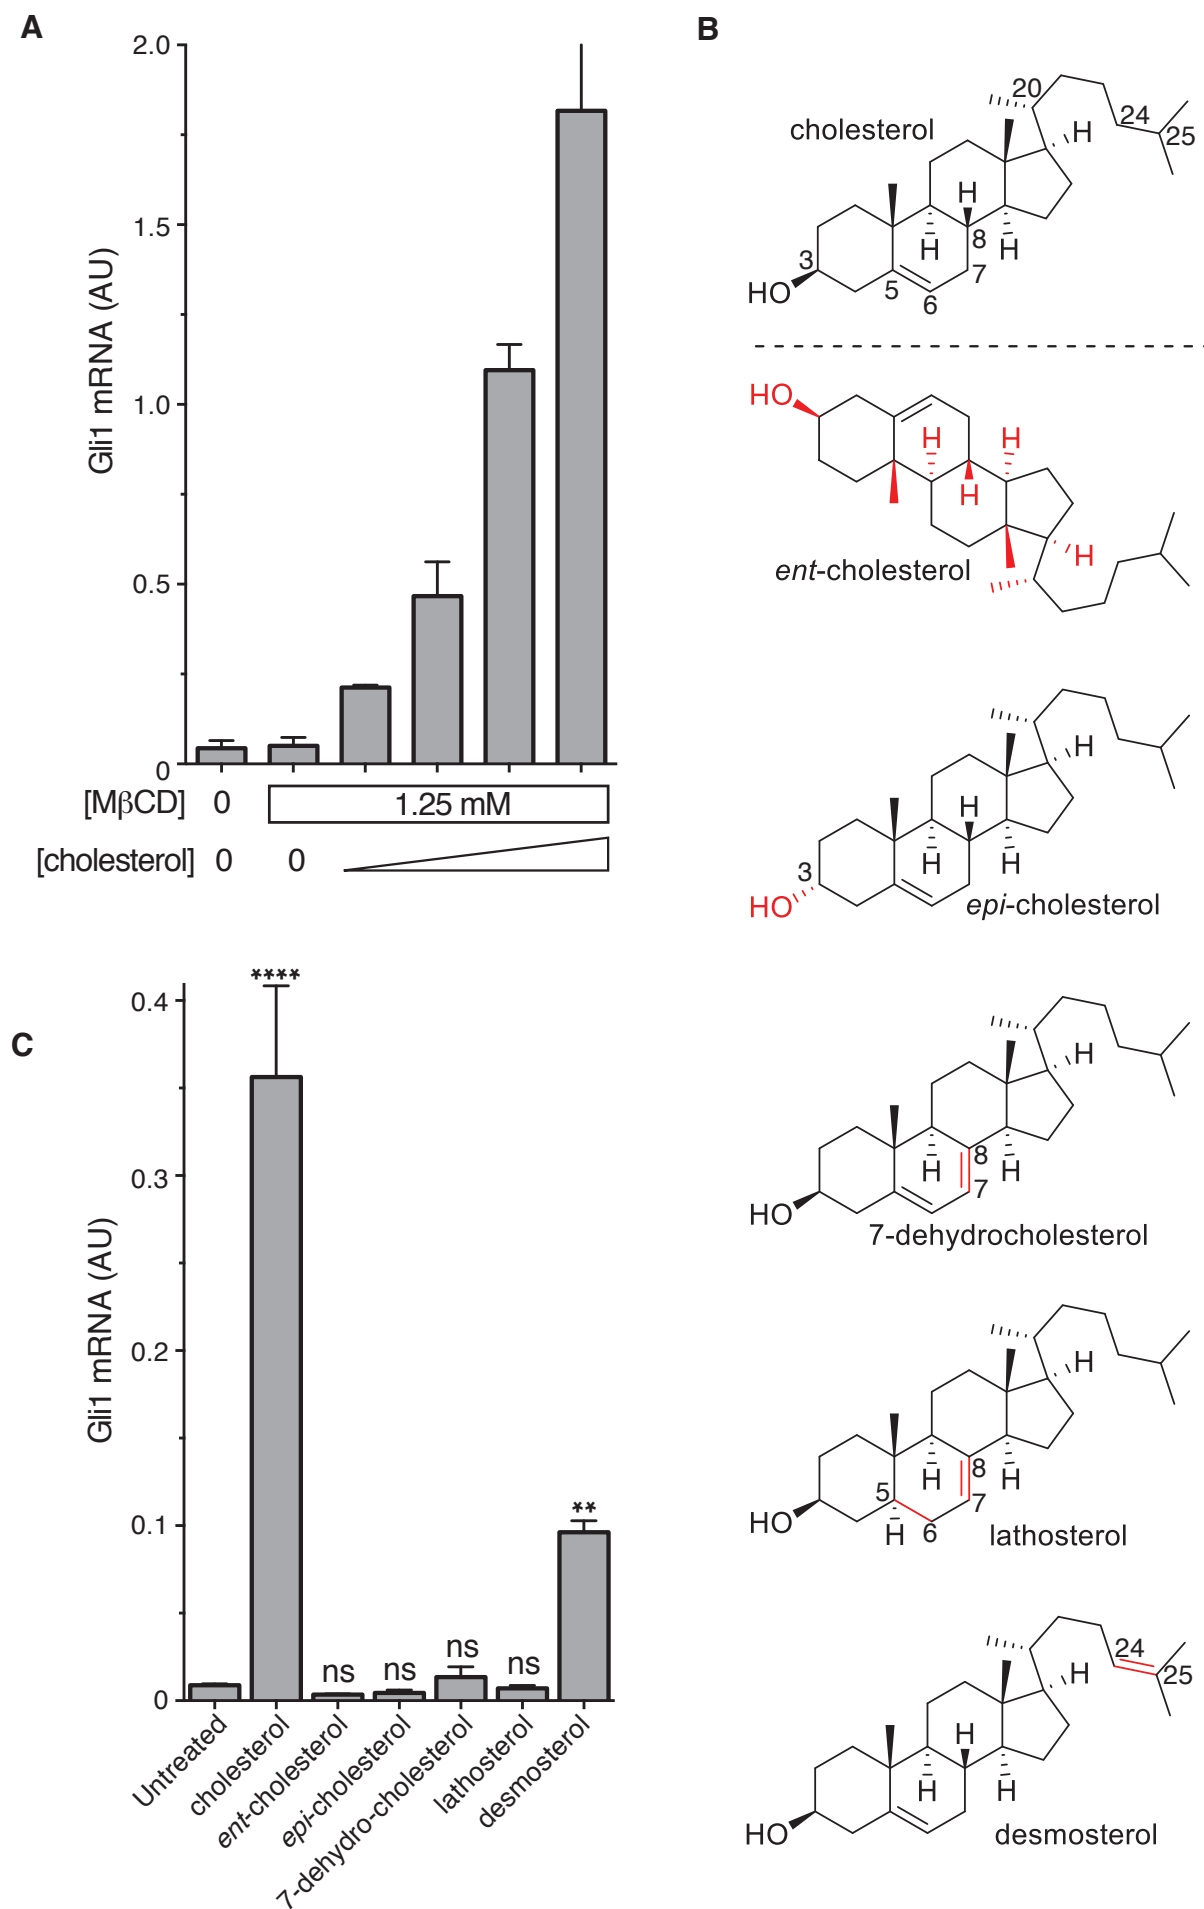 A
2.0
1.5
1.0
0.5
0
Gli1 mRNA (AU)
[MβCD] 0 1.25 mM
[cholesterol] 0 0
B
cholesterol
20
24
25
H
H
H
H
8
7
3
5
6
HO
HO
H
H
H
H
ent-cholesterol
H
H
H
H
3
HO
epi-cholesterol
H
8
H
H
7
HO
7-dehydrocholesterol
H
8
H
H
5
7
HO
H
6
lathosterol
24
25
H
H
H
H
HO
desmosterol
C
0.4
0.3
0.2
0.1
0
Gli1 mRNA (AU)
****
ns
ns
ns
ns
**
Untreated
cholesterol
ent-cholesterol
epi-cholesterol
7-dehydro-cholesterol
lathosterol
desmosterol